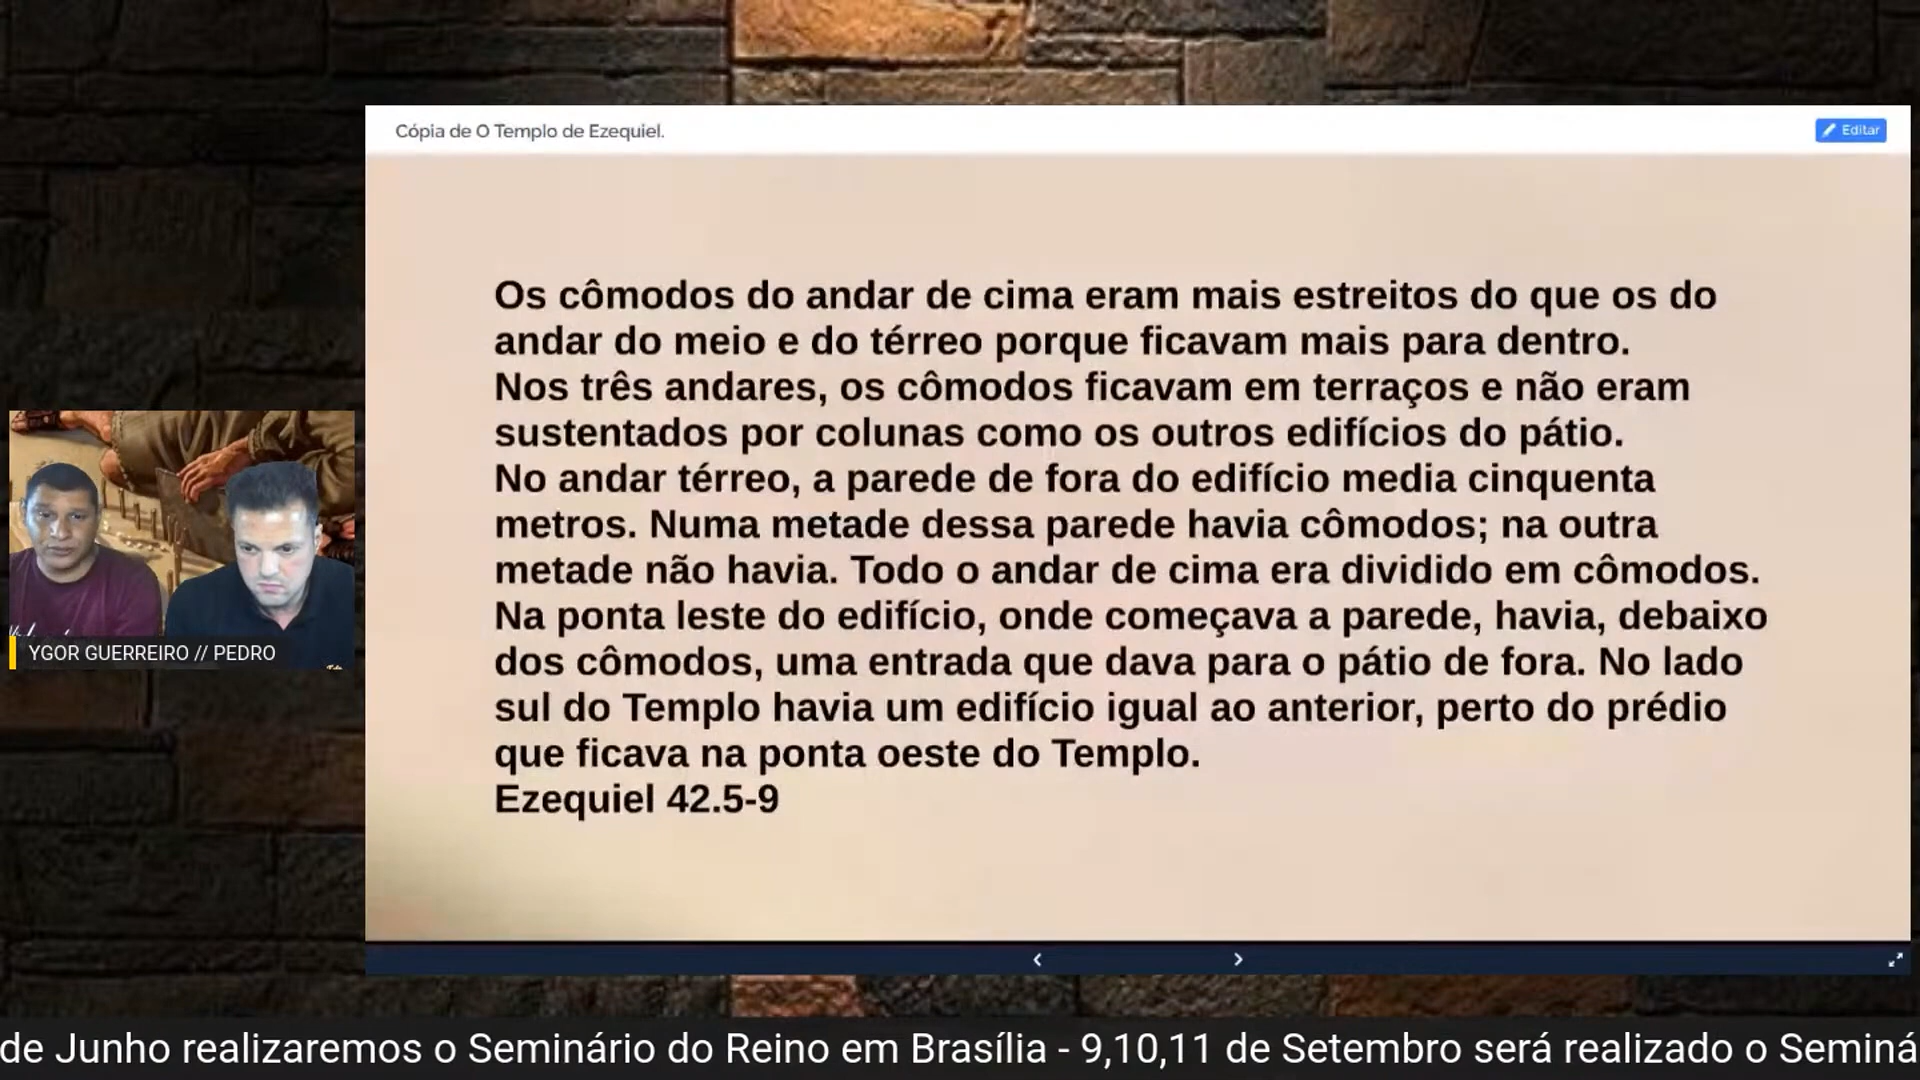 Cópia de O Templo de Ezequiel.
Editar
Os cômodos do andar de cima eram mais estreitos do que os do
andar do meio e do térreo porque ficavam mais para dentro.
Nos três andares, os cômodos ficavam em terraços e não eram
sustentados por colunas como os outros edifícios do pátio.
No andar térreo, a parede de fora do edifício media cinquenta
metros. Numa metade dessa parede havia cômodos; na outra
metade não havia. Todo o andar de cima era dividido em cômodos.
Na ponta leste do edifício, onde começava a parede, havia, debaixo
dos cômodos, uma entrada que dava para o pátio de fora. No lado
sul do Templo havia um edifício igual ao anterior, perto do prédio
que ficava na ponta oeste do Templo.
Ezequiel 42.5-9
YGOR GUERREIRO // PEDRO
de Junho realizaremos o Seminário do Reino em Brasília - 9,10,11 de Setembro será realizado o Seminá